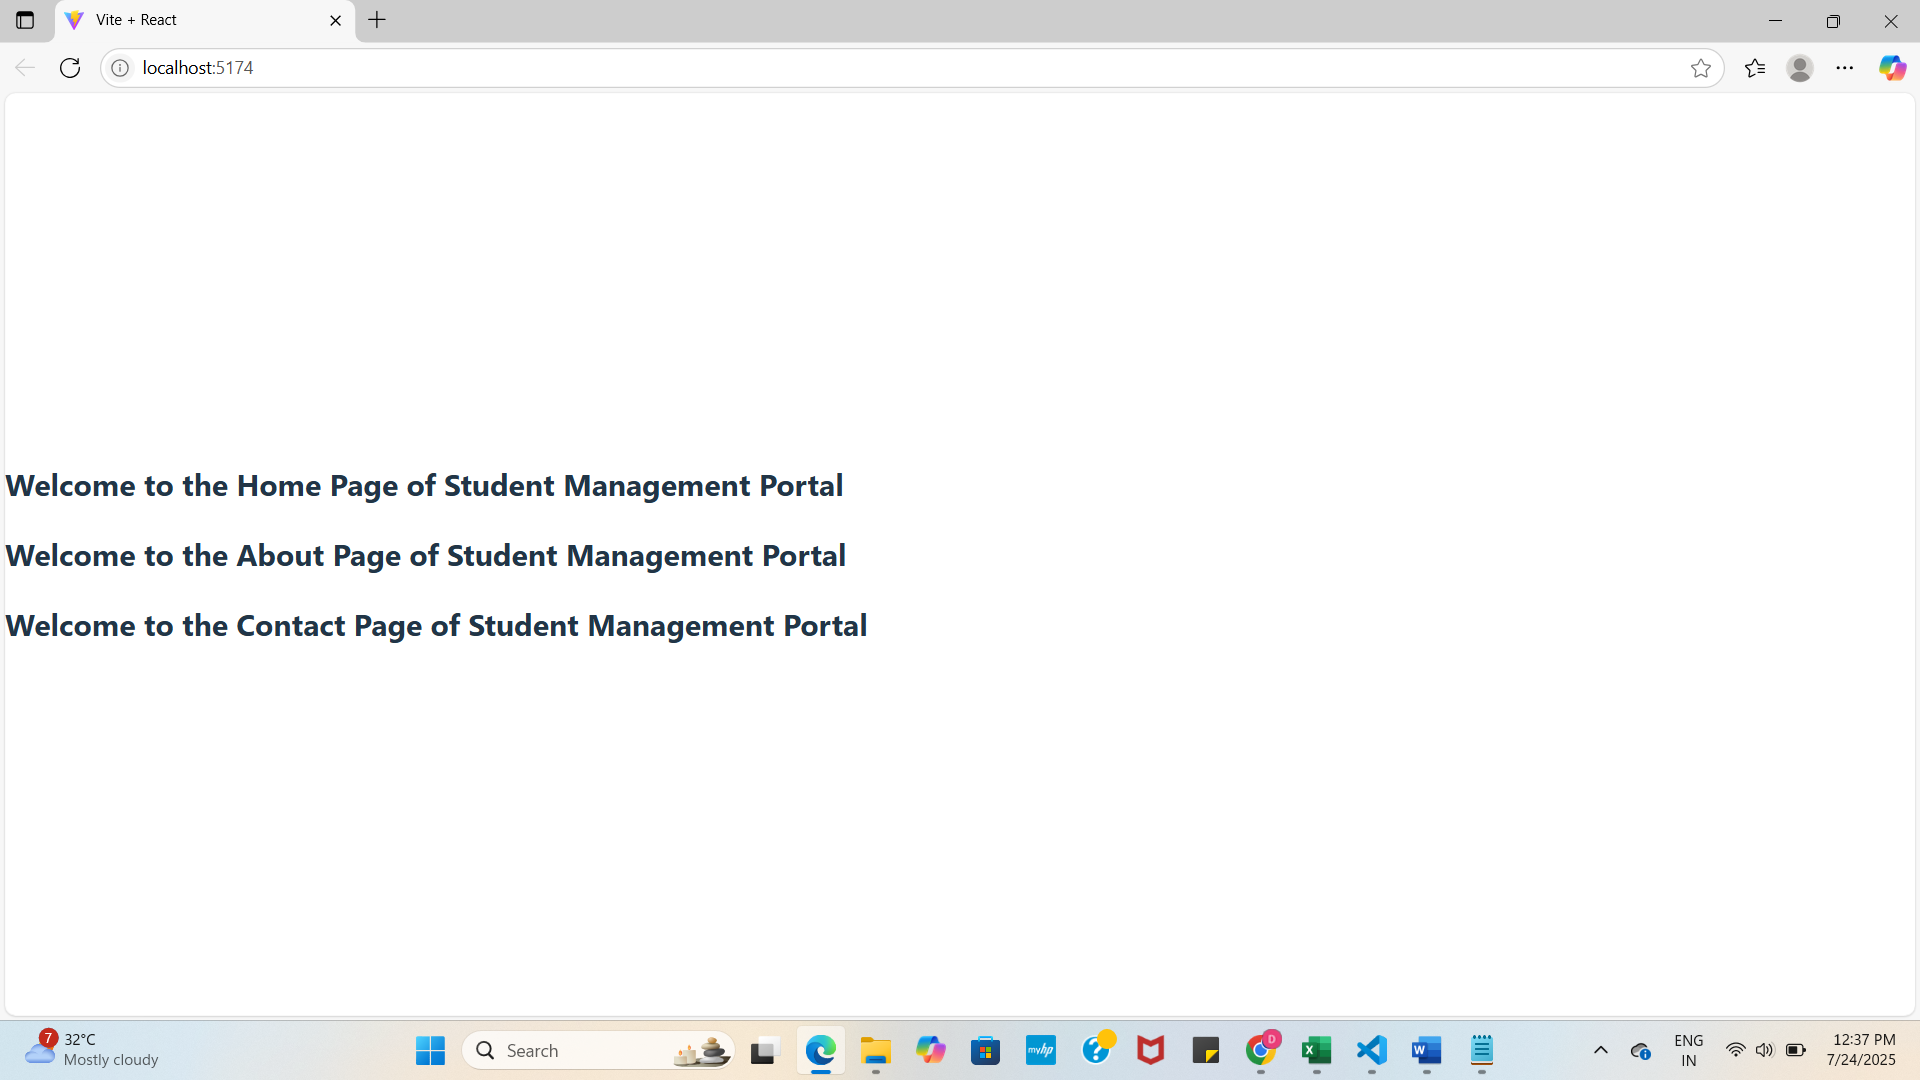 Vite + React
localhost:5174
Welcome to the Home Page of Student Management Portal
Welcome to the About Page of Student Management Portal
Welcome to the Contact Page of Student Management Portal
7
32°C
Mostly cloudy
Search
myhp
?
D
X
W
ENG
IN
12:37 PM
7/24/2025